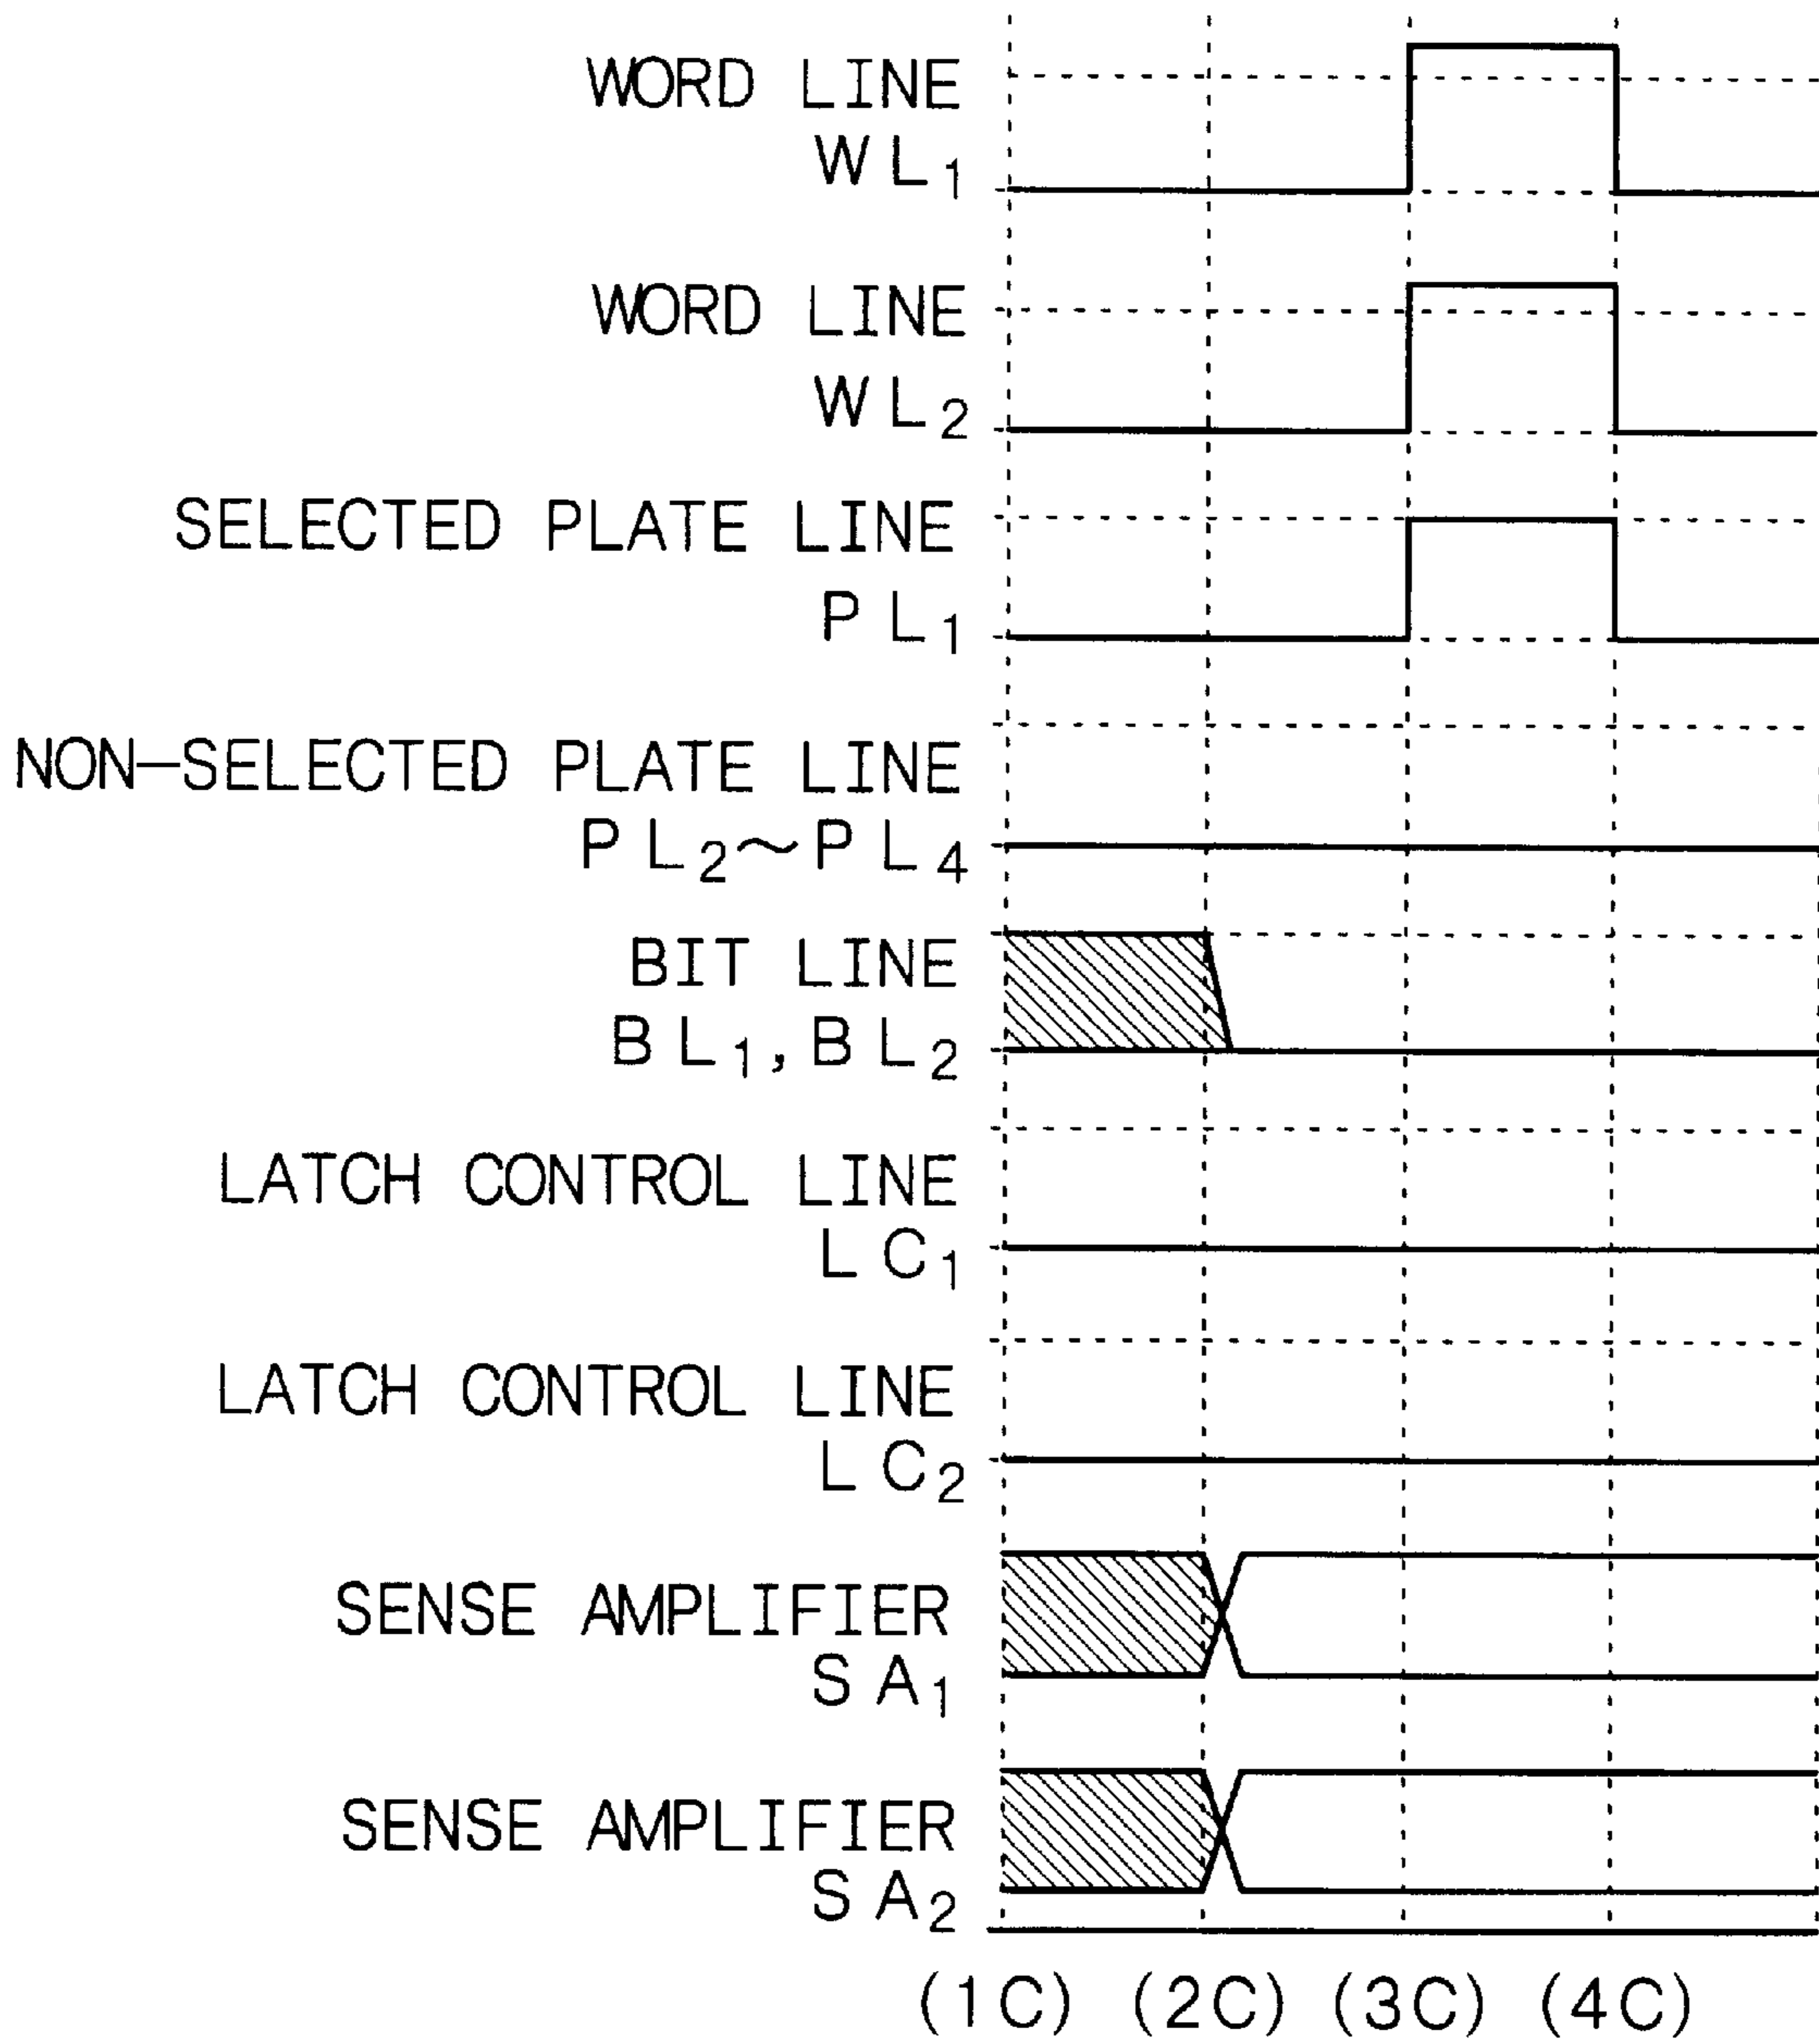 WORD LINE
WL₁
WORD LINE
WL₂
SELECTED PLATE LINE
PL₁
NON-SELECTED PLATE LINE
PL₂~PL₄
BIT LINE
BL₁, BL₂
LATCH CONTROL LINE
LC₁
LATCH CONTROL LINE
LC₂
SENSE AMPLIFIER
SA₁
SENSE AMPLIFIER
SA₂
(1C) (2C) (3C) (4C)